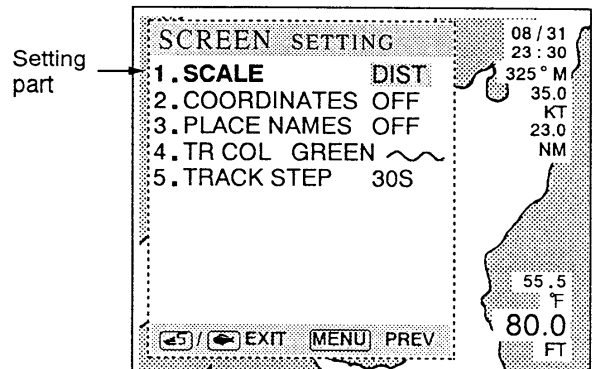 Setting
part
SCREEN SETTING
1.SCALE DIST
2.COORDINATES OFF
3.PLACE NAMES OFF
4.TR COL GREEN
5.TRACK STEP 30S
/ EXIT MENU PREV
08/31
23:30
325° M
35.0
KT
23.0
NM
55.5
°F
80.0
FT